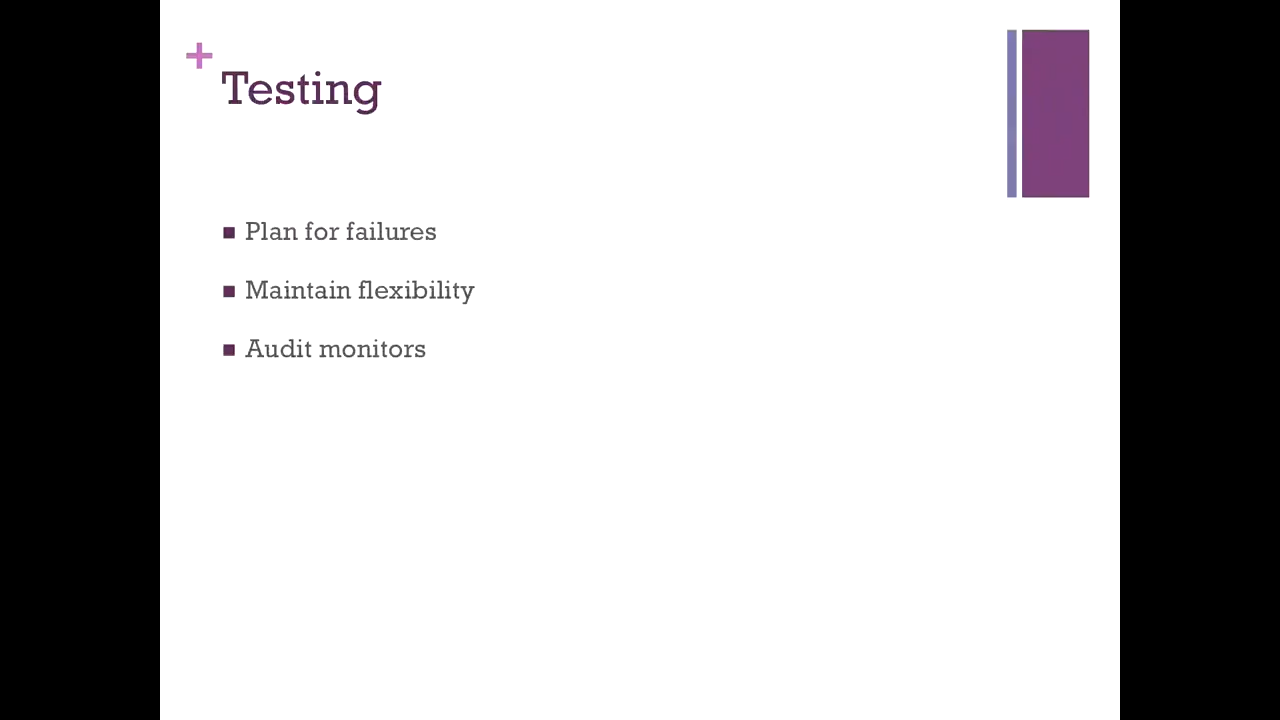 +
Testing
■ Plan for failures
■ Maintain flexibility
■ Audit monitors